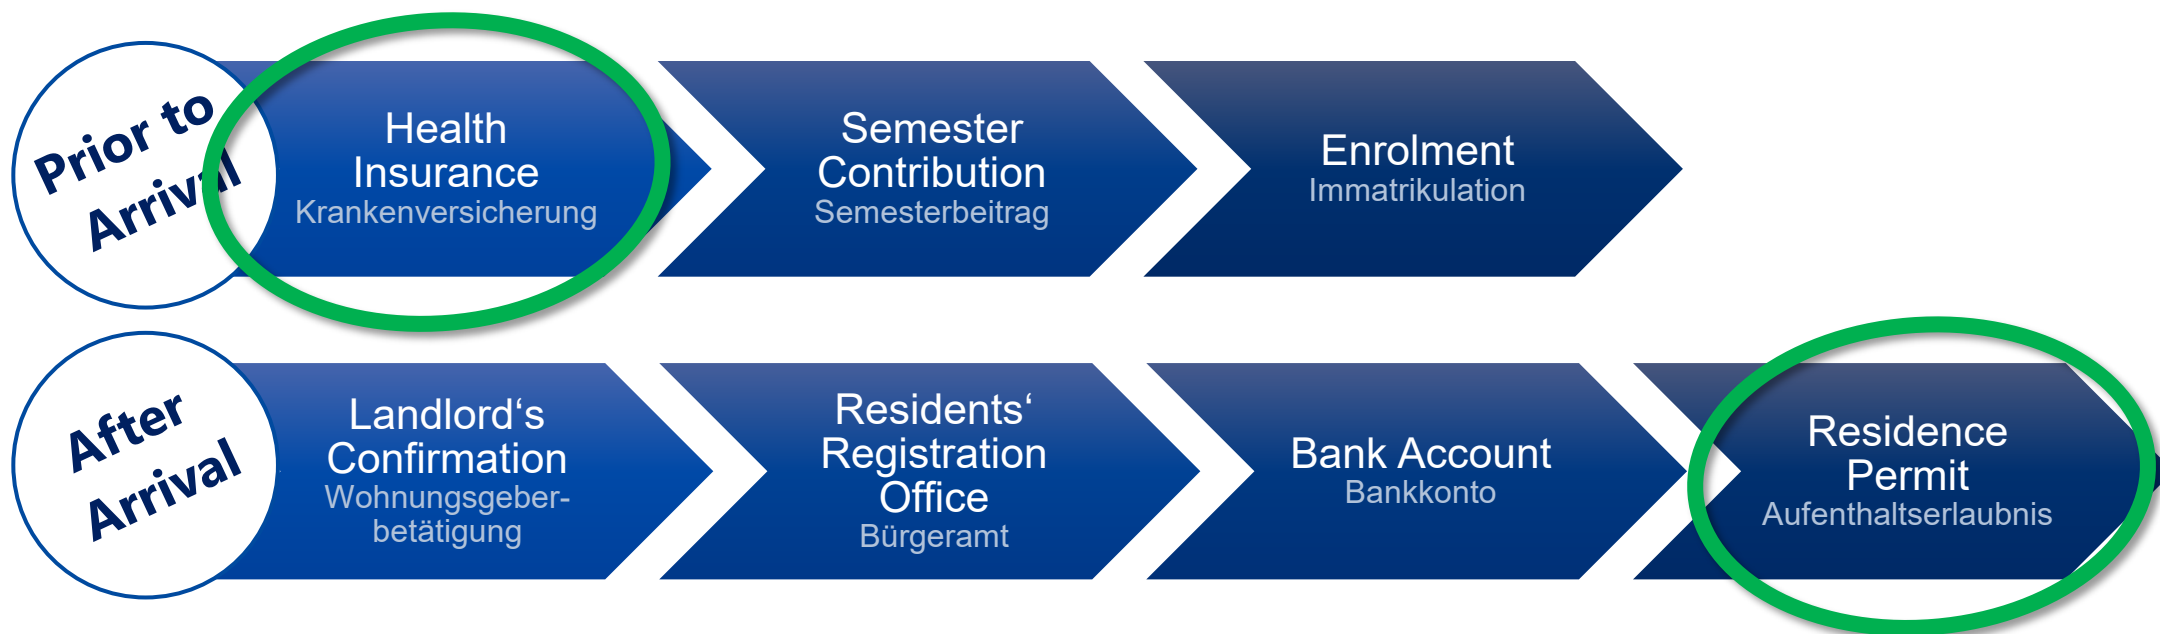 Prior to
Arrival
Health
Insurance
Krankenversicherung
Semester
Contribution
Semesterbeitrag
Enrolment
Immatrikulation
After
Arrival
Landlord‘s
Confirmation
Wohnungsgeber-
betätigung
Residents‘
Registration
Office
Bürgeramt
Bank Account
Bankkonto
Residence
Permit
Aufenthaltserlaubnis